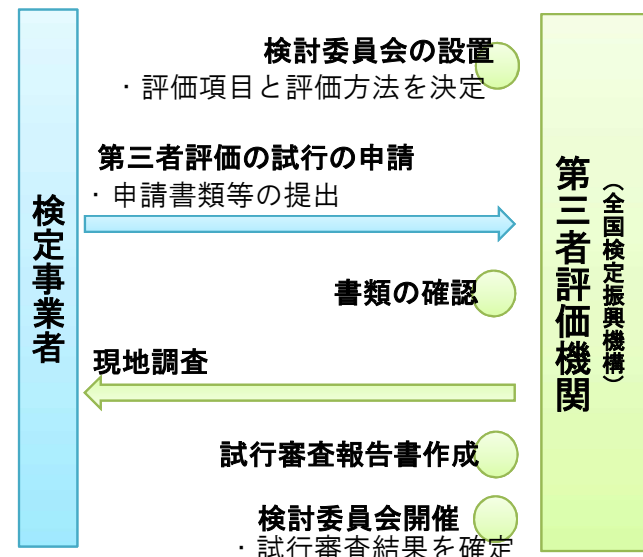 検討委員会の設置
・評価項目と評価方法を決定
第三者評価の試行の申請
・申請書類等の提出
検定事業者
第三者評価機関
（全国検定振興機構）
書類の確認
現地調査
試行審査報告書作成
検討委員会開催
・試行審査結果を確定